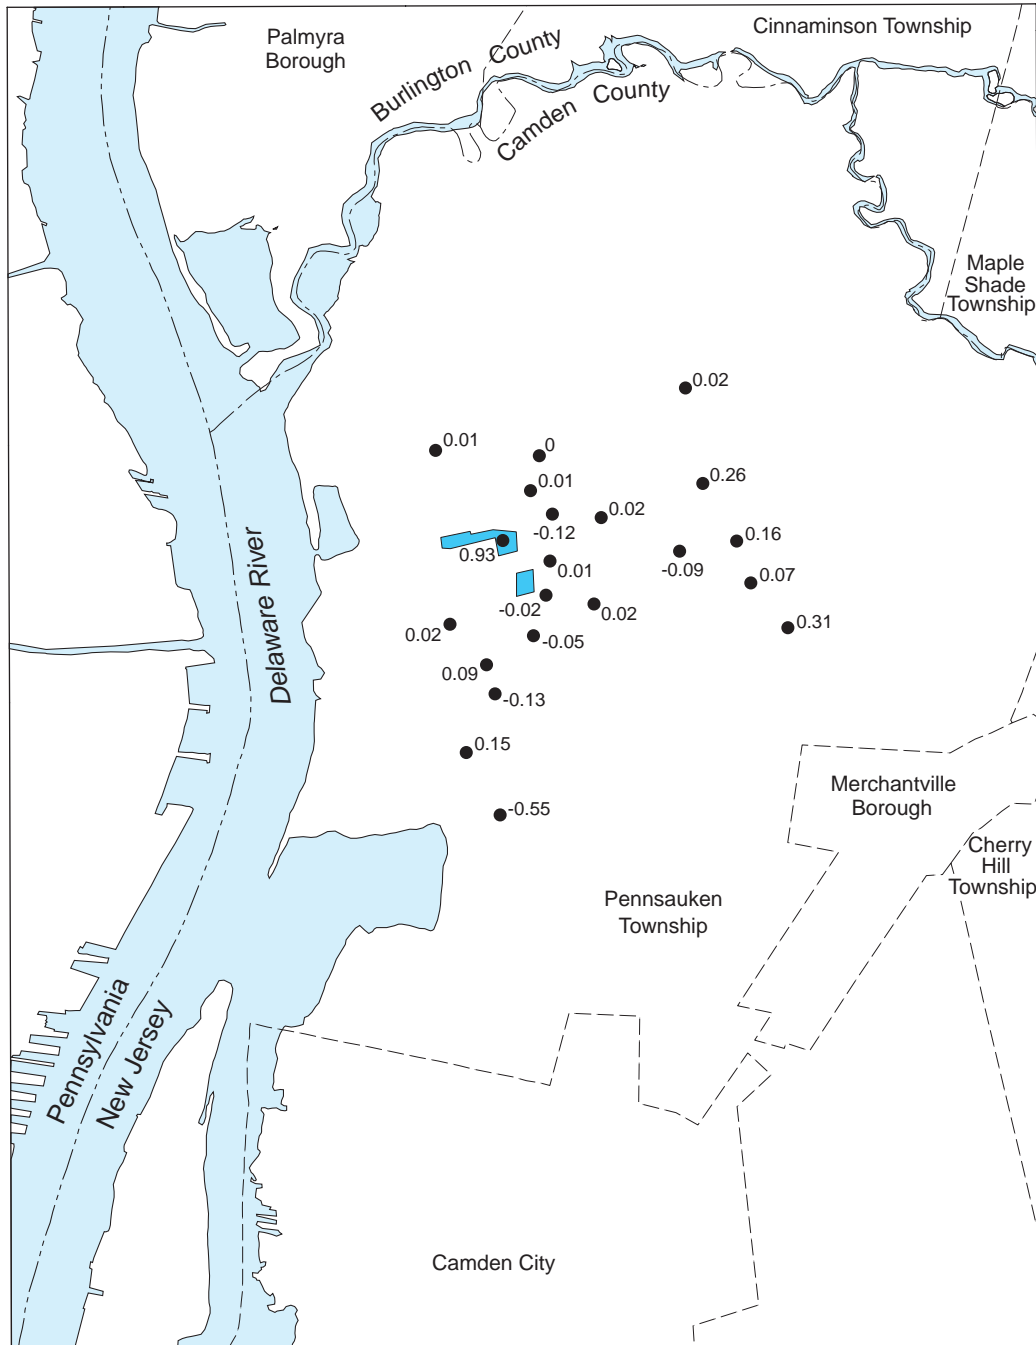 Cinnaminson Township
Palmyra
Borough
Burlington County
Camden County
Maple
Shade
Township
0.02
0.01
0
0.26
0.01
0.02
-0.12
0.16
0.93
-0.09
0.01
0.07
-0.02
0.02
0.31
0.02
-0.05
0.09
-0.13
0.15
-0.55
Delaware River
Merchantville
Borough
Cherry
Hill
Township
Pennsauken
Township
Pennsylvania
New Jersey
Camden City